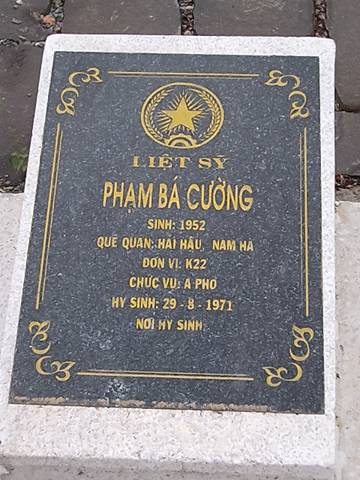 LIỆT SỸ
PHẠM BÁ CƯỜNG
SINH: 1952
QUÊ QUÁN: HẢI HẬU, NAM HÀ
ĐƠN VỊ: K22
CHỨC VỤ: A PHÓ
HY SINH: 29 - 8 - 1971
NƠI HY SINH: